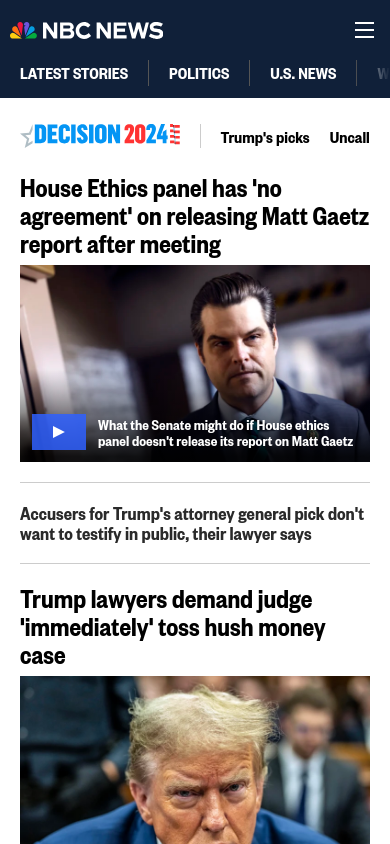 NBC NEWS
LATEST STORIES
POLITICS
U.S. NEWS
DECISION 2024
Trump's picks
Uncall
House Ethics panel has 'no
agreement' on releasing Matt Gaetz
report after meeting
What the Senate might do if House ethics
panel doesn't release its report on Matt Gaetz
Accusers for Trump's attorney general pick don't
want to testify in public, their lawyer says
Trump lawyers demand judge
'immediately' toss hush money
case